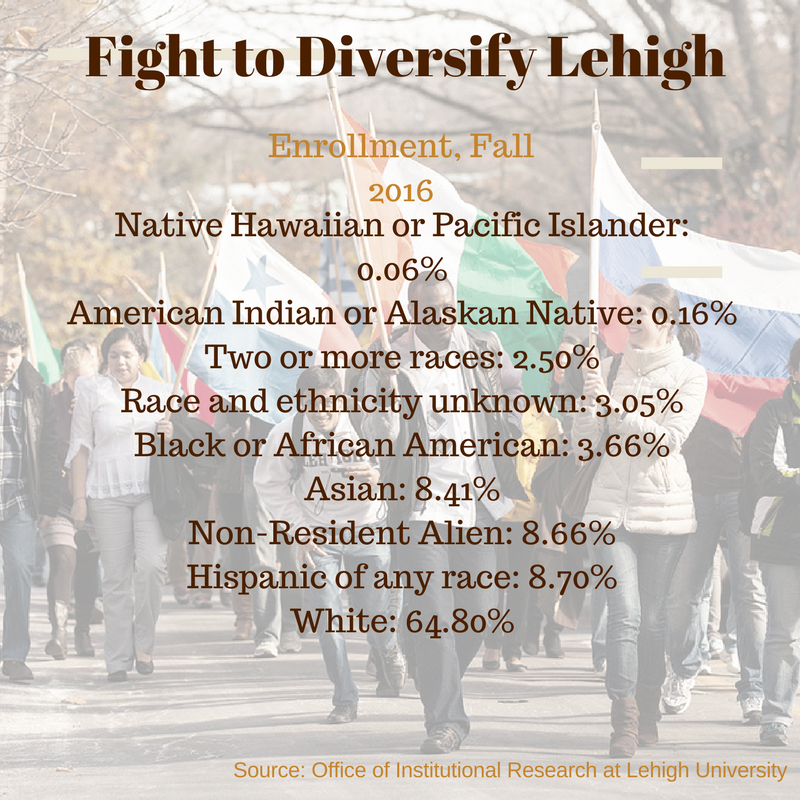 Fight to Diversify Lehigh
Enrollment, Fall
2016
Native Hawaiian or Pacific Islander:
0.06%
American Indian or Alaskan Native: 0.16%
Two or more races: 2.50%
Race and ethnicity unknown: 3.05%
Black or African American: 3.66%
Asian: 8.41%
Non-Resident Alien: 8.66%
Hispanic of any race: 8.70%
White: 64.80%
Source: Office of Institutional Research at Lehigh University